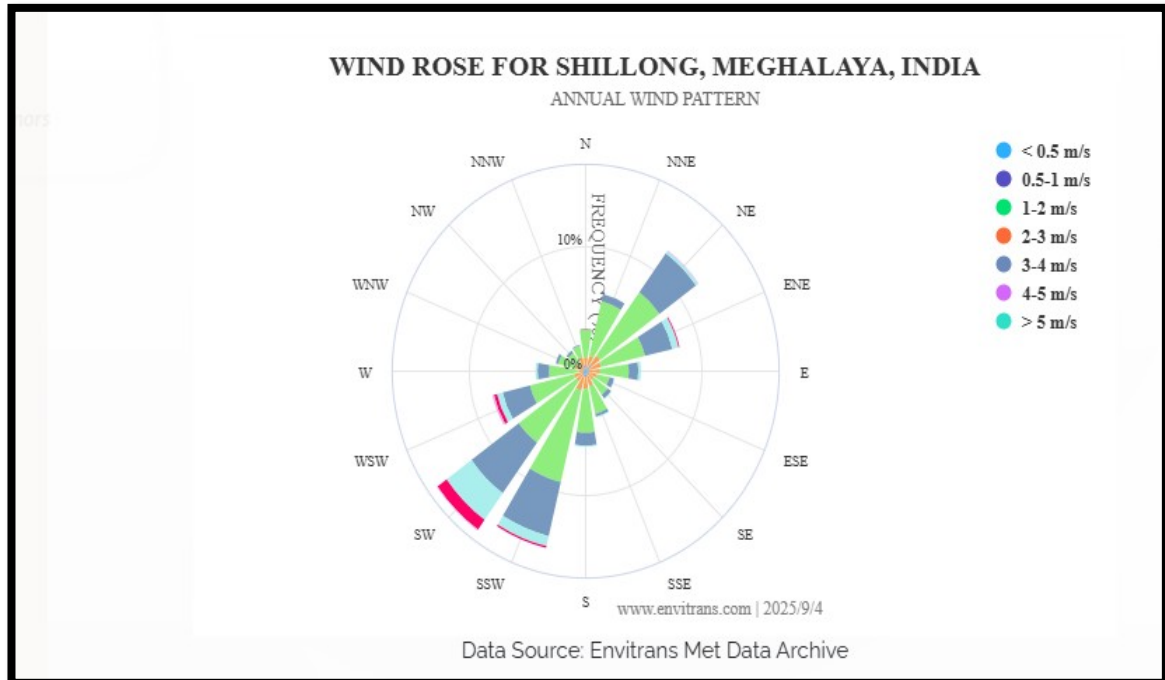 WIND ROSE FOR SHILLONG, MEGHALAYA, INDIA
ANNUAL WIND PATTERN
N
NNW
NNE
NW
NE
WNW
ENE
W
E
WSW
ESE
SW
SE
SSW
SSE
S
10%
0%
FREQUENCY
< 0.5 m/s
0.5-1 m/s
1-2 m/s
2-3 m/s
3-4 m/s
4-5 m/s
> 5 m/s
www.envitrans.com | 2025/9/4
Data Source: Envitrans Met Data Archive